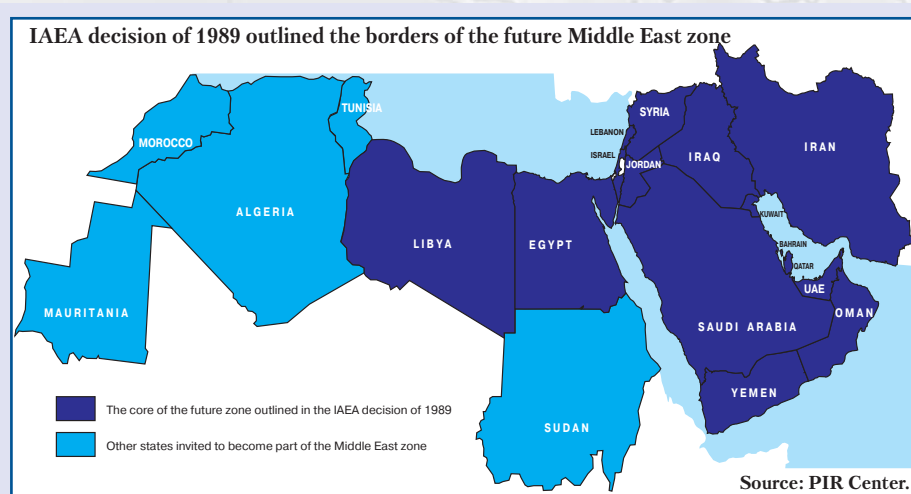 IAEA decision of 1989 outlined the borders of the future Middle East zone
TUNISIA
MOROCCO
ALGERIA
MAURITANIA
LIBYA
EGYPT
SUDAN
LEBANON
ISRAEL
SYRIA
JORDAN
IRAQ
IRAN
KUWAIT
BAHRAIN
QATAR
UAE
OMAN
SAUDI ARABIA
YEMEN
The core of the future zone outlined in the IAEA decision of 1989
Other states invited to become part of the Middle East zone
Source: PIR Center.